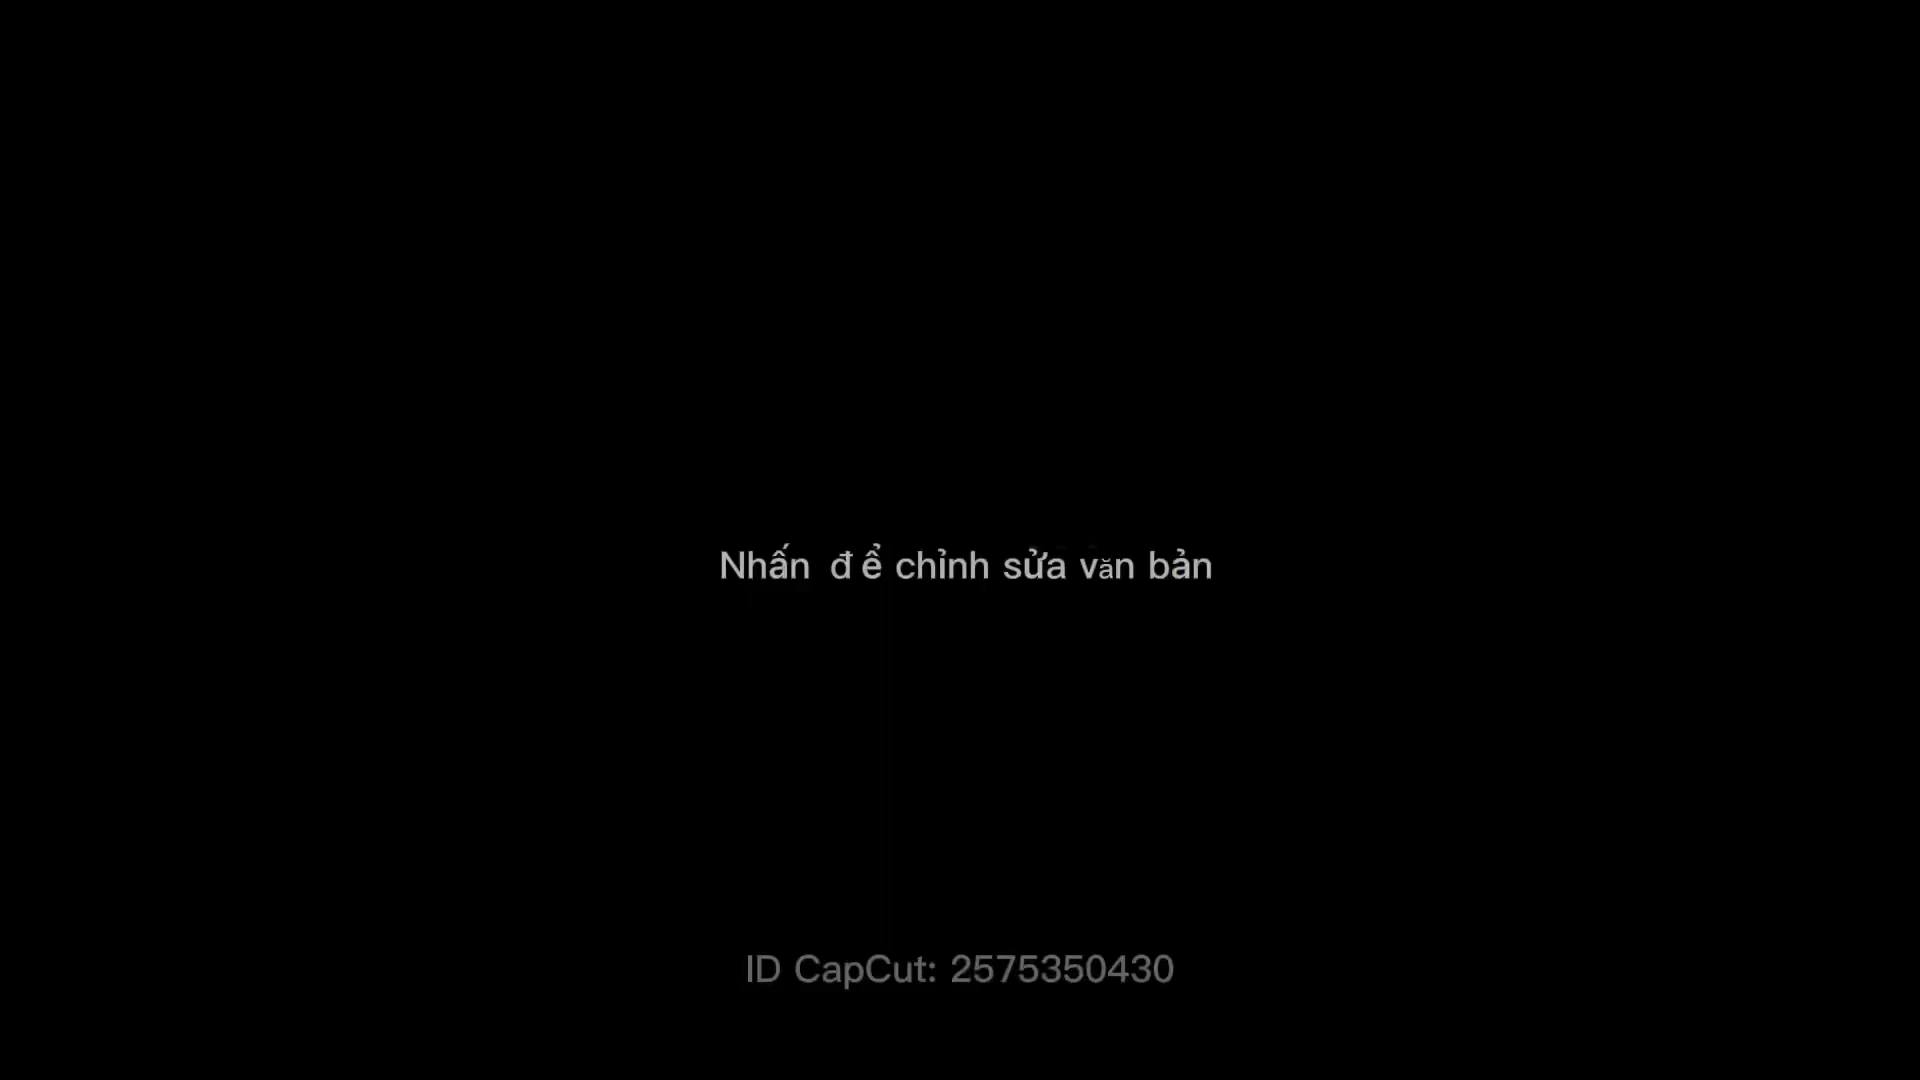 Nhấn để chỉnh sửa văn bản
ID CapCut: 2575350430